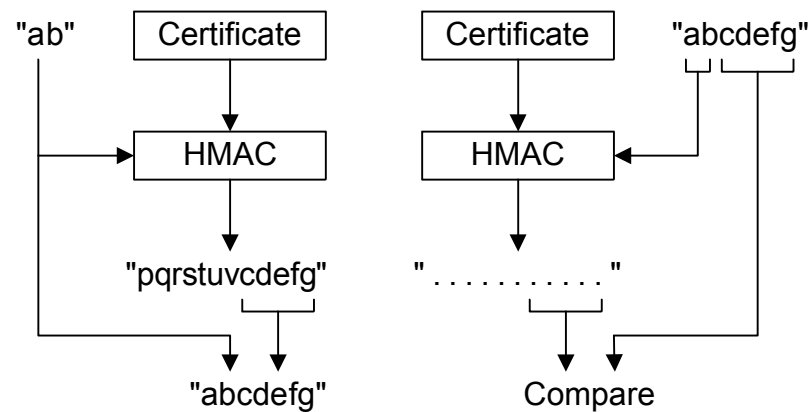 "ab" Certificate Certificate "abcdefg"
HMAC HMAC
"pqrstuvcdefg" " . . . . . . . . . . . "
"abcdefg" Compare